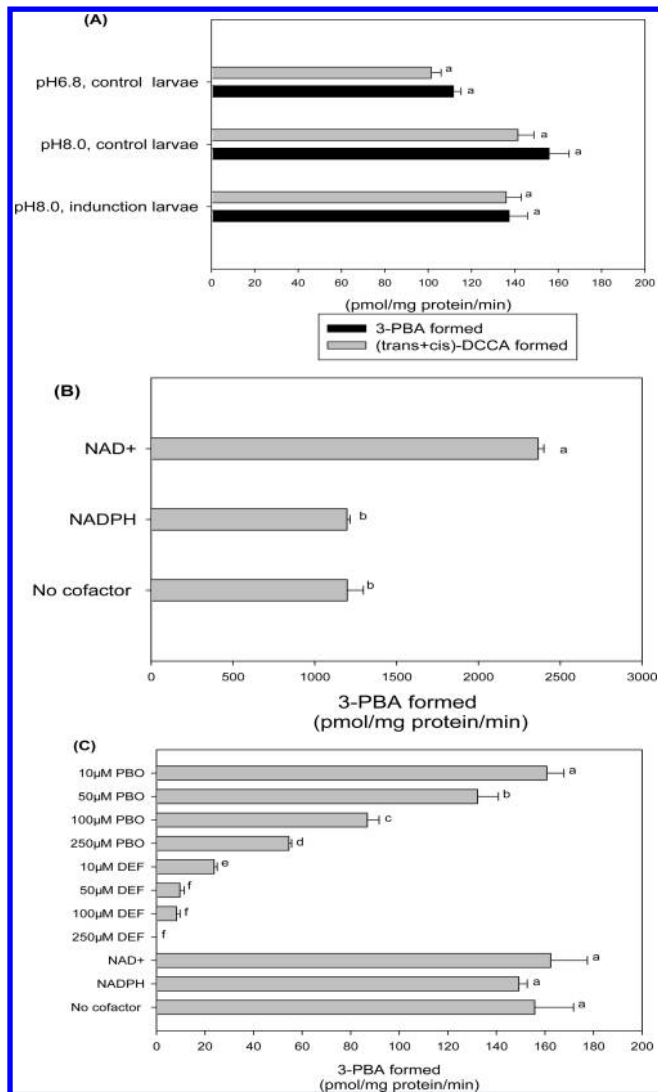 (A)
pH6.8, control larvae
a
a
pH8.0, control larvae
a
a
pH8.0, indunction larvae
a
a
0 20 40 60 80 100 120 140 160 180 200
(pmol/mg protein/min)
3-PBA formed
(trans+cis)-DCCA formed
(B)
NAD+
a
NADPH
b
No cofactor
b
0 500 1000 1500 2000 2500 3000
3-PBA formed
(pmol/mg protein/min)
(C)
10µM PBO a
50µM PBO b
100µM PBO c
250µM PBO d
10µM DEF e
50µM DEF f
100µM DEF f
250µM DEF f
NAD+ a
NADPH a
No cofactor a
0 20 40 60 80 100 120 140 160 180 200
3-PBA formed
(pmol/mg protein/min)